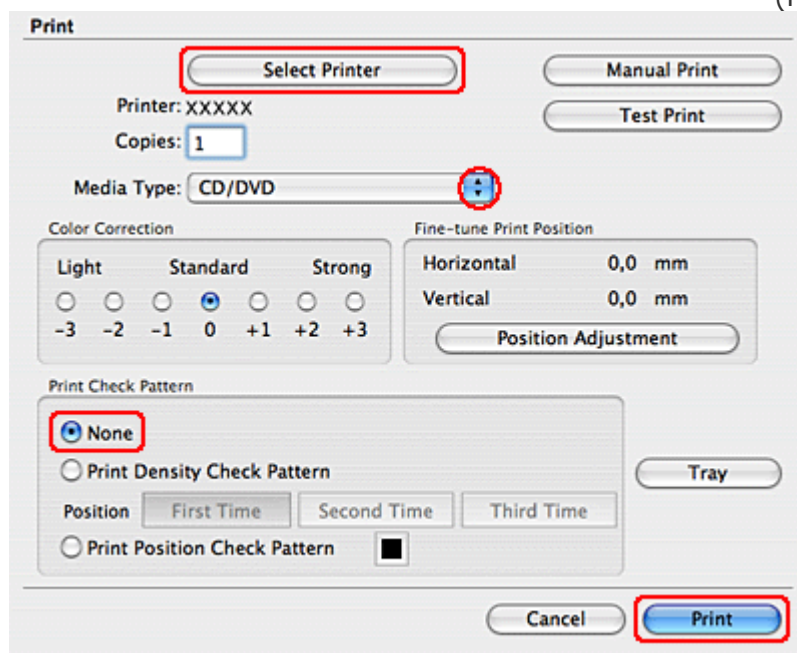 Print
Select Printer Manual Print
Printer: XXXXX Test Print
Copies: 1
Media Type: CD/DVD
Color Correction Fine-tune Print Position
Light Standard Strong Horizontal 0,0 mm
-3 -2 -1 0 +1 +2 +3 Vertical 0,0 mm
Position Adjustment
Print Check Pattern
None
Print Density Check Pattern Tray
Position First Time Second Time Third Time
Print Position Check Pattern
Cancel Print